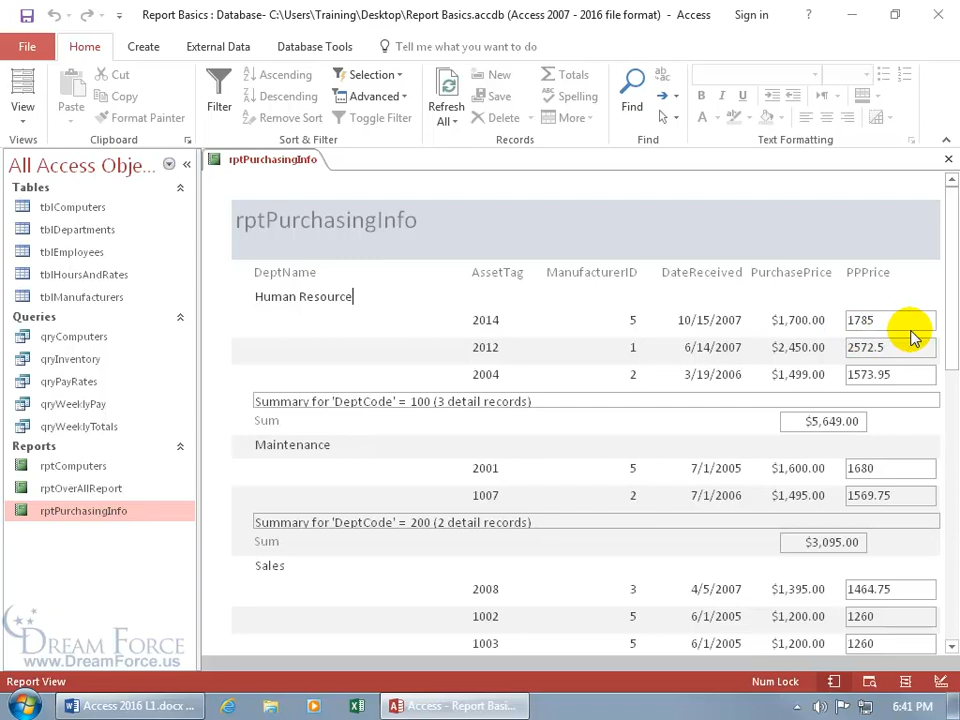 Report Basics : Database- C:\Users\Training\Desktop\Report Basics.accdb (Access 2007 - 2016 file format) - Access
Sign in
?
File
Home
Create
External Data
Database Tools
Tell me what you want to do
View
Paste
Cut
Copy
Format Painter
Filter
Ascending
Descending
Remove Sort
Selection
Advanced
Toggle Filter
Refresh
All
New
Save
Delete
Totals
Spelling
More
Find
B I U
A
Views
Clipboard
Sort & Filter
Records
Find
Text Formatting
All Access Obje...
Tables
tblComputers
tblDepartments
tblEmployees
tblHoursAndRates
tblManufacturers
Queries
qryComputers
qryInventory
qryPayRates
qryWeeklyPay
qryWeeklyTotals
Reports
rptComputers
rptOverAllReport
rptPurchasingInfo
rptPurchasingInfo
rptPurchasingInfo
DeptName AssetTag ManufacturerID DateReceived PurchasePrice PPPrice
Human Resource
2014 5 10/15/2007 $1,700.00 1785
2012 1 6/14/2007 $2,450.00 2572.5
2004 2 3/19/2006 $1,499.00 1573.95
Summary for 'DeptCode' = 100 (3 detail records)
Sum $5,649.00
Maintenance
2001 5 7/1/2005 $1,600.00 1680
1007 2 7/1/2006 $1,495.00 1569.75
Summary for 'DeptCode' = 200 (2 detail records)
Sum $3,095.00
Sales
2008 3 4/5/2007 $1,395.00 1464.75
1002 5 6/1/2005 $1,200.00 1260
1003 5 6/1/2005 $1,200.00 1260
DREAM FORCE
www.DreamForce.us
Report View
Num Lock
Access 2016 L1.docx ...
Access - Report Basi...
6:41 PM